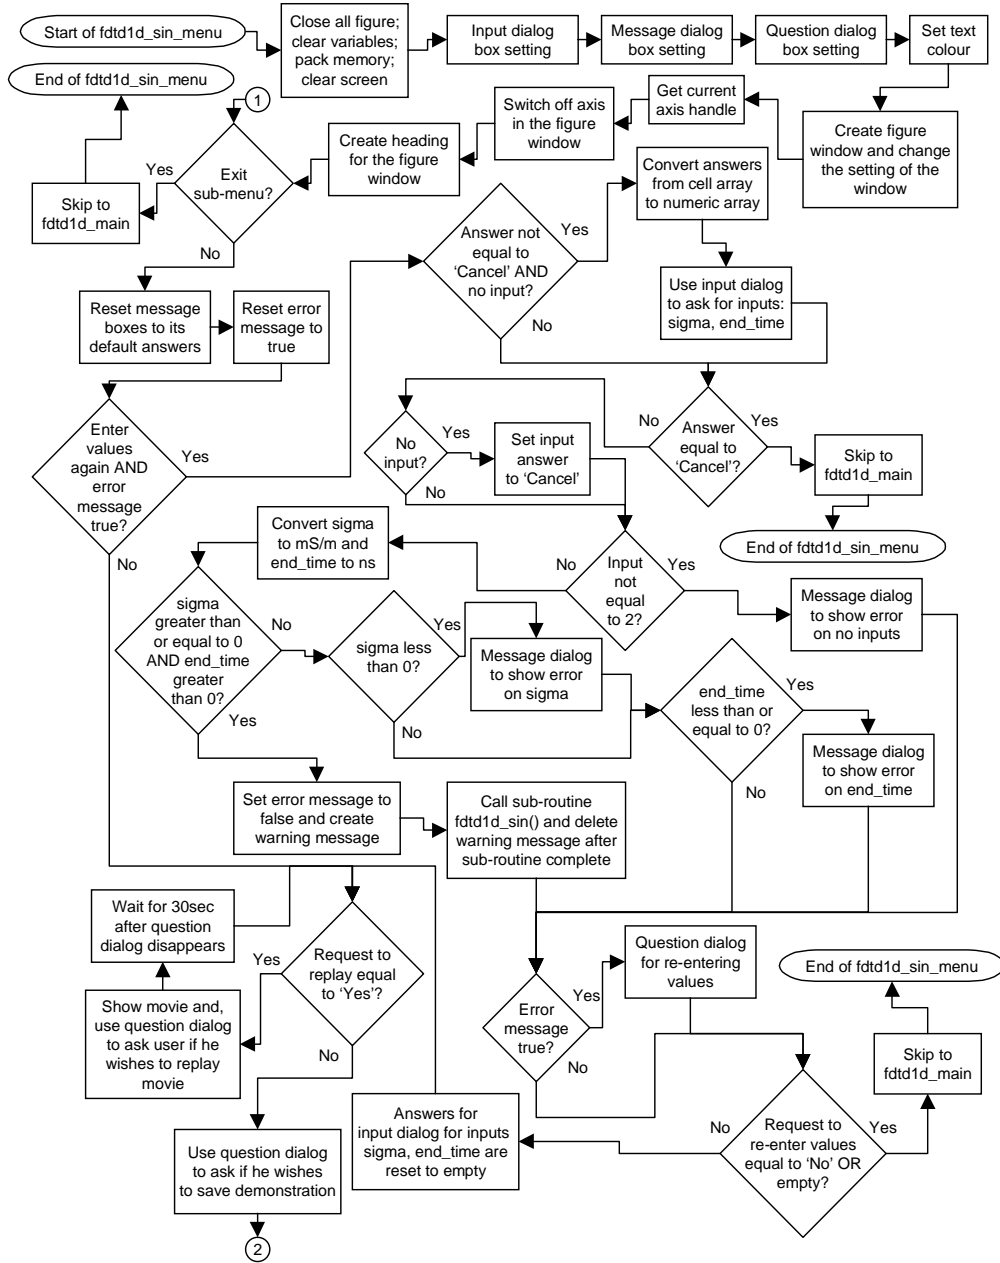 Start of fdtd1d_sin_menu
Close all figure;
clear variables;
pack memory;
clear screen
Input dialog
box setting
Message dialog
box setting
Question dialog
box setting
Set text
colour
End of fdtd1d_sin_menu
1
Get current
axis handle
Switch off axis
in the figure
window
Create heading
for the figure
window
Create figure
window and change
the setting of the
window
Exit
sub-menu?
Yes
Skip to
fdtd1d_main
No
Convert answers
from cell array
to numeric array
Answer not
equal to
‘Cancel’ AND
no input?
Yes
No
Use input dialog
to ask for inputs:
sigma, end_time
Reset message
boxes to its
default answers
Reset error
message to
true
Enter
values
again AND
error
message
true?
Yes
No
No
input?
Yes
No
Set input
answer
to ‘Cancel’
Answer
equal to
‘Cancel’?
No
Yes
Skip to
fdtd1d_main
End of fdtd1d_sin_menu
Convert sigma
to mS/m and
end_time to ns
Input
not
equal
to 2?
No
Yes
Message dialog
to show error
on no inputs
sigma
greater than
or equal to 0
AND end_time
greater
than 0?
No
Yes
sigma less
than 0?
Yes
No
Message dialog
to show error
on sigma
end_time
less than or
equal to 0?
Yes
No
Message dialog
to show error
on end_time
Set error message to
false and create
warning message
Call sub-routine
fdtd1d_sin() and delete
warning message after
sub-routine complete
Wait for 30sec
after question
dialog disappears
Request to
replay equal
to ‘Yes’?
Yes
No
Show movie and,
use question dialog
to ask user if he
wishes to replay
movie
Question dialog
for re-entering
values
Error
message
true?
Yes
No
End of fdtd1d_sin_menu
Skip to
fdtd1d_main
Request to
re-enter values
equal to ‘No’ OR
empty?
No
Yes
Answers for
input dialog for inputs
sigma, end_time are
reset to empty
Use question dialog
to ask if he wishes
to save demonstration
2